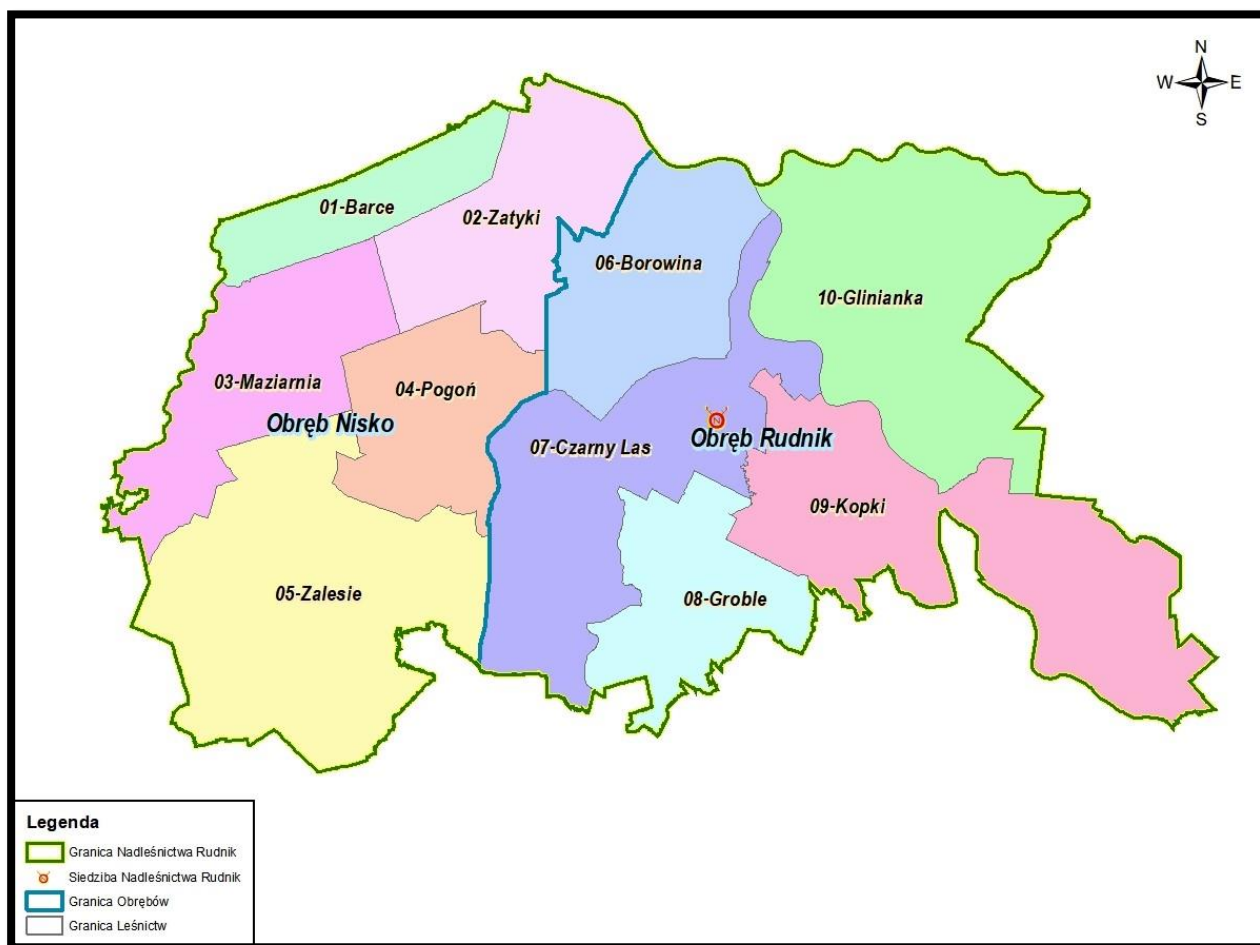 N
W E
S
01-Barce
02-Zatyki
06-Borowina
10-Glinianka
03-Maziarnia
04-Pogoń
Obręb Nisko
07-Czarny Las
Obręb Rudnik
09-Kopki
05-Zalesie
08-Groble
Legenda
Granica Nadleśnictwa Rudnik
Siedziba Nadleśnictwa Rudnik
Granica Obrębów
Granica Leśnictw